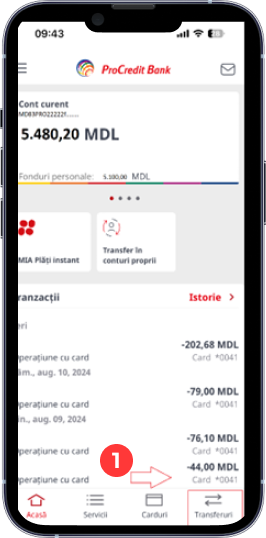 09:43
ProCredit Bank
Cont curent
5.480,20 MDL
Fonduri personale: 5.100,00 MDL
MIA Plăți instant
Transfer în
conturi proprii
ranzacții
Istorie >
eri
-202,68 MDL
Operațiune cu card
Card *0041
âm., aug. 10, 2024
-79,00 MDL
Operațiune cu card
Card *0041
in., aug. 09, 2024
-76,10 MDL
Operațiune cu card
Card *0041
1
-44,00 MDL
Operațiune cu card
Card *0041
Acasă
Servicii
Carduri
Transferuri